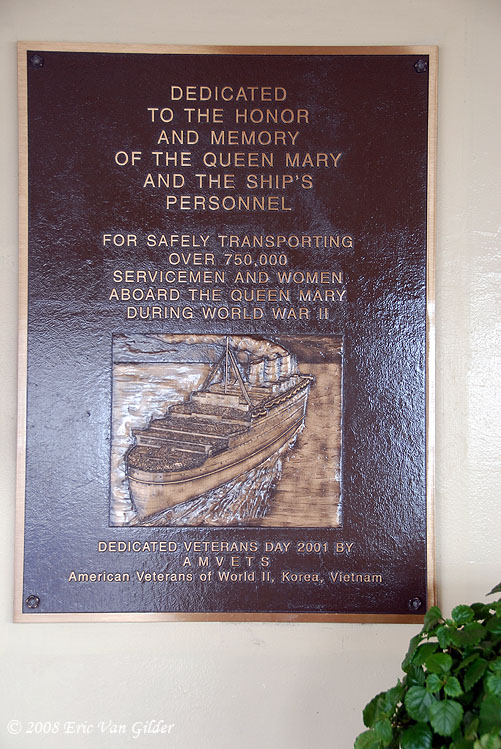 DEDICATED
TO THE HONOR
AND MEMORY
OF THE QUEEN MARY
AND THE SHIP'S
PERSONNEL
FOR SAFELY TRANSPORTING
OVER 750,000
SERVICEMEN AND WOMEN
ABOARD THE QUEEN MARY
DURING WORLD WAR II
DEDICATED VETERANS DAY 2001 BY
AMVETS
American Veterans of World II, Korea, Vietnam
© 2008 Eric Van Gilder